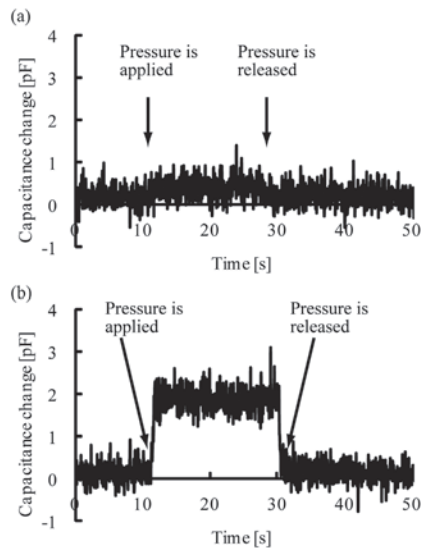 (a)
Pressure is
applied
Pressure is
released
Capacitance change [pF]
4
3
2
1
0
-1
0
10
20
30
40
50
Time [s]
(b)
Pressure is
applied
Pressure is
released
Capacitance change [pF]
4
3
2
1
0
-1
0
10
20
30
40
50
Time [s]